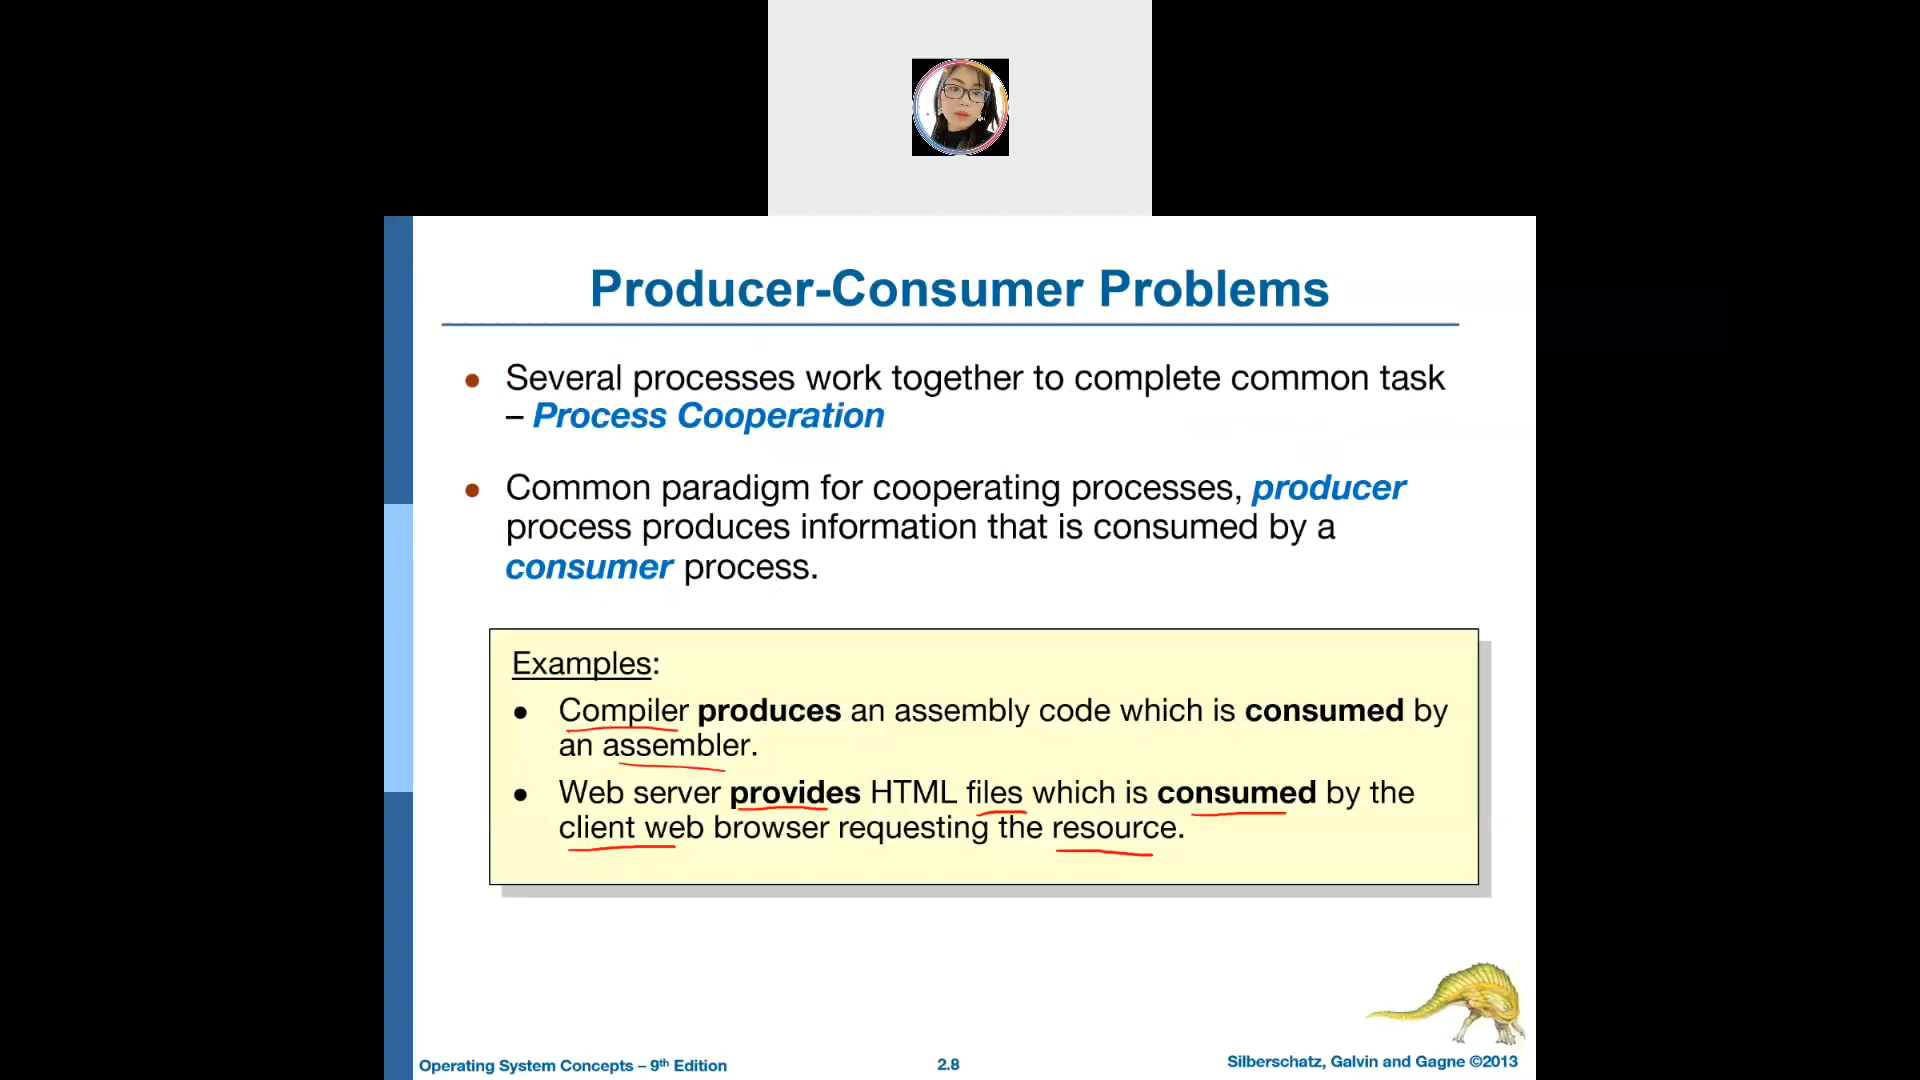 Producer-Consumer Problems
• Several processes work together to complete common task
– Process Cooperation
• Common paradigm for cooperating processes, producer
process produces information that is consumed by a
consumer process.
Examples:
• Compiler produces an assembly code which is consumed by
an assembler.
• Web server provides HTML files which is consumed by the
client web browser requesting the resource.
Operating System Concepts – 9th Edition
2.8
Silberschatz, Galvin and Gagne ©2013